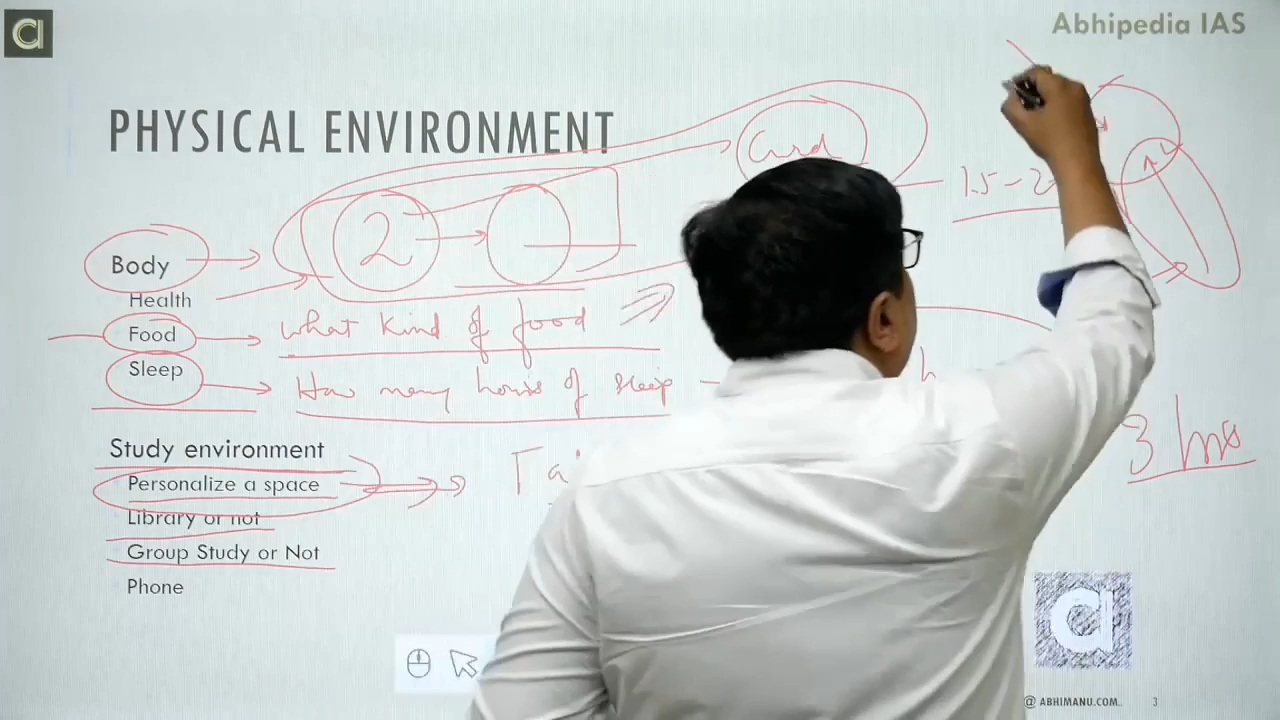 Abhipedia IAS
PHYSICAL ENVIRONMENT
2
1.5 - 2
Body
Health
Food
what kind of food
Sleep
How many hours of sleep
h
3 hrs
Study environment
Personalize a space
Library or not
Group Study or Not
Phone
@ ABHIMANU.COM.
3